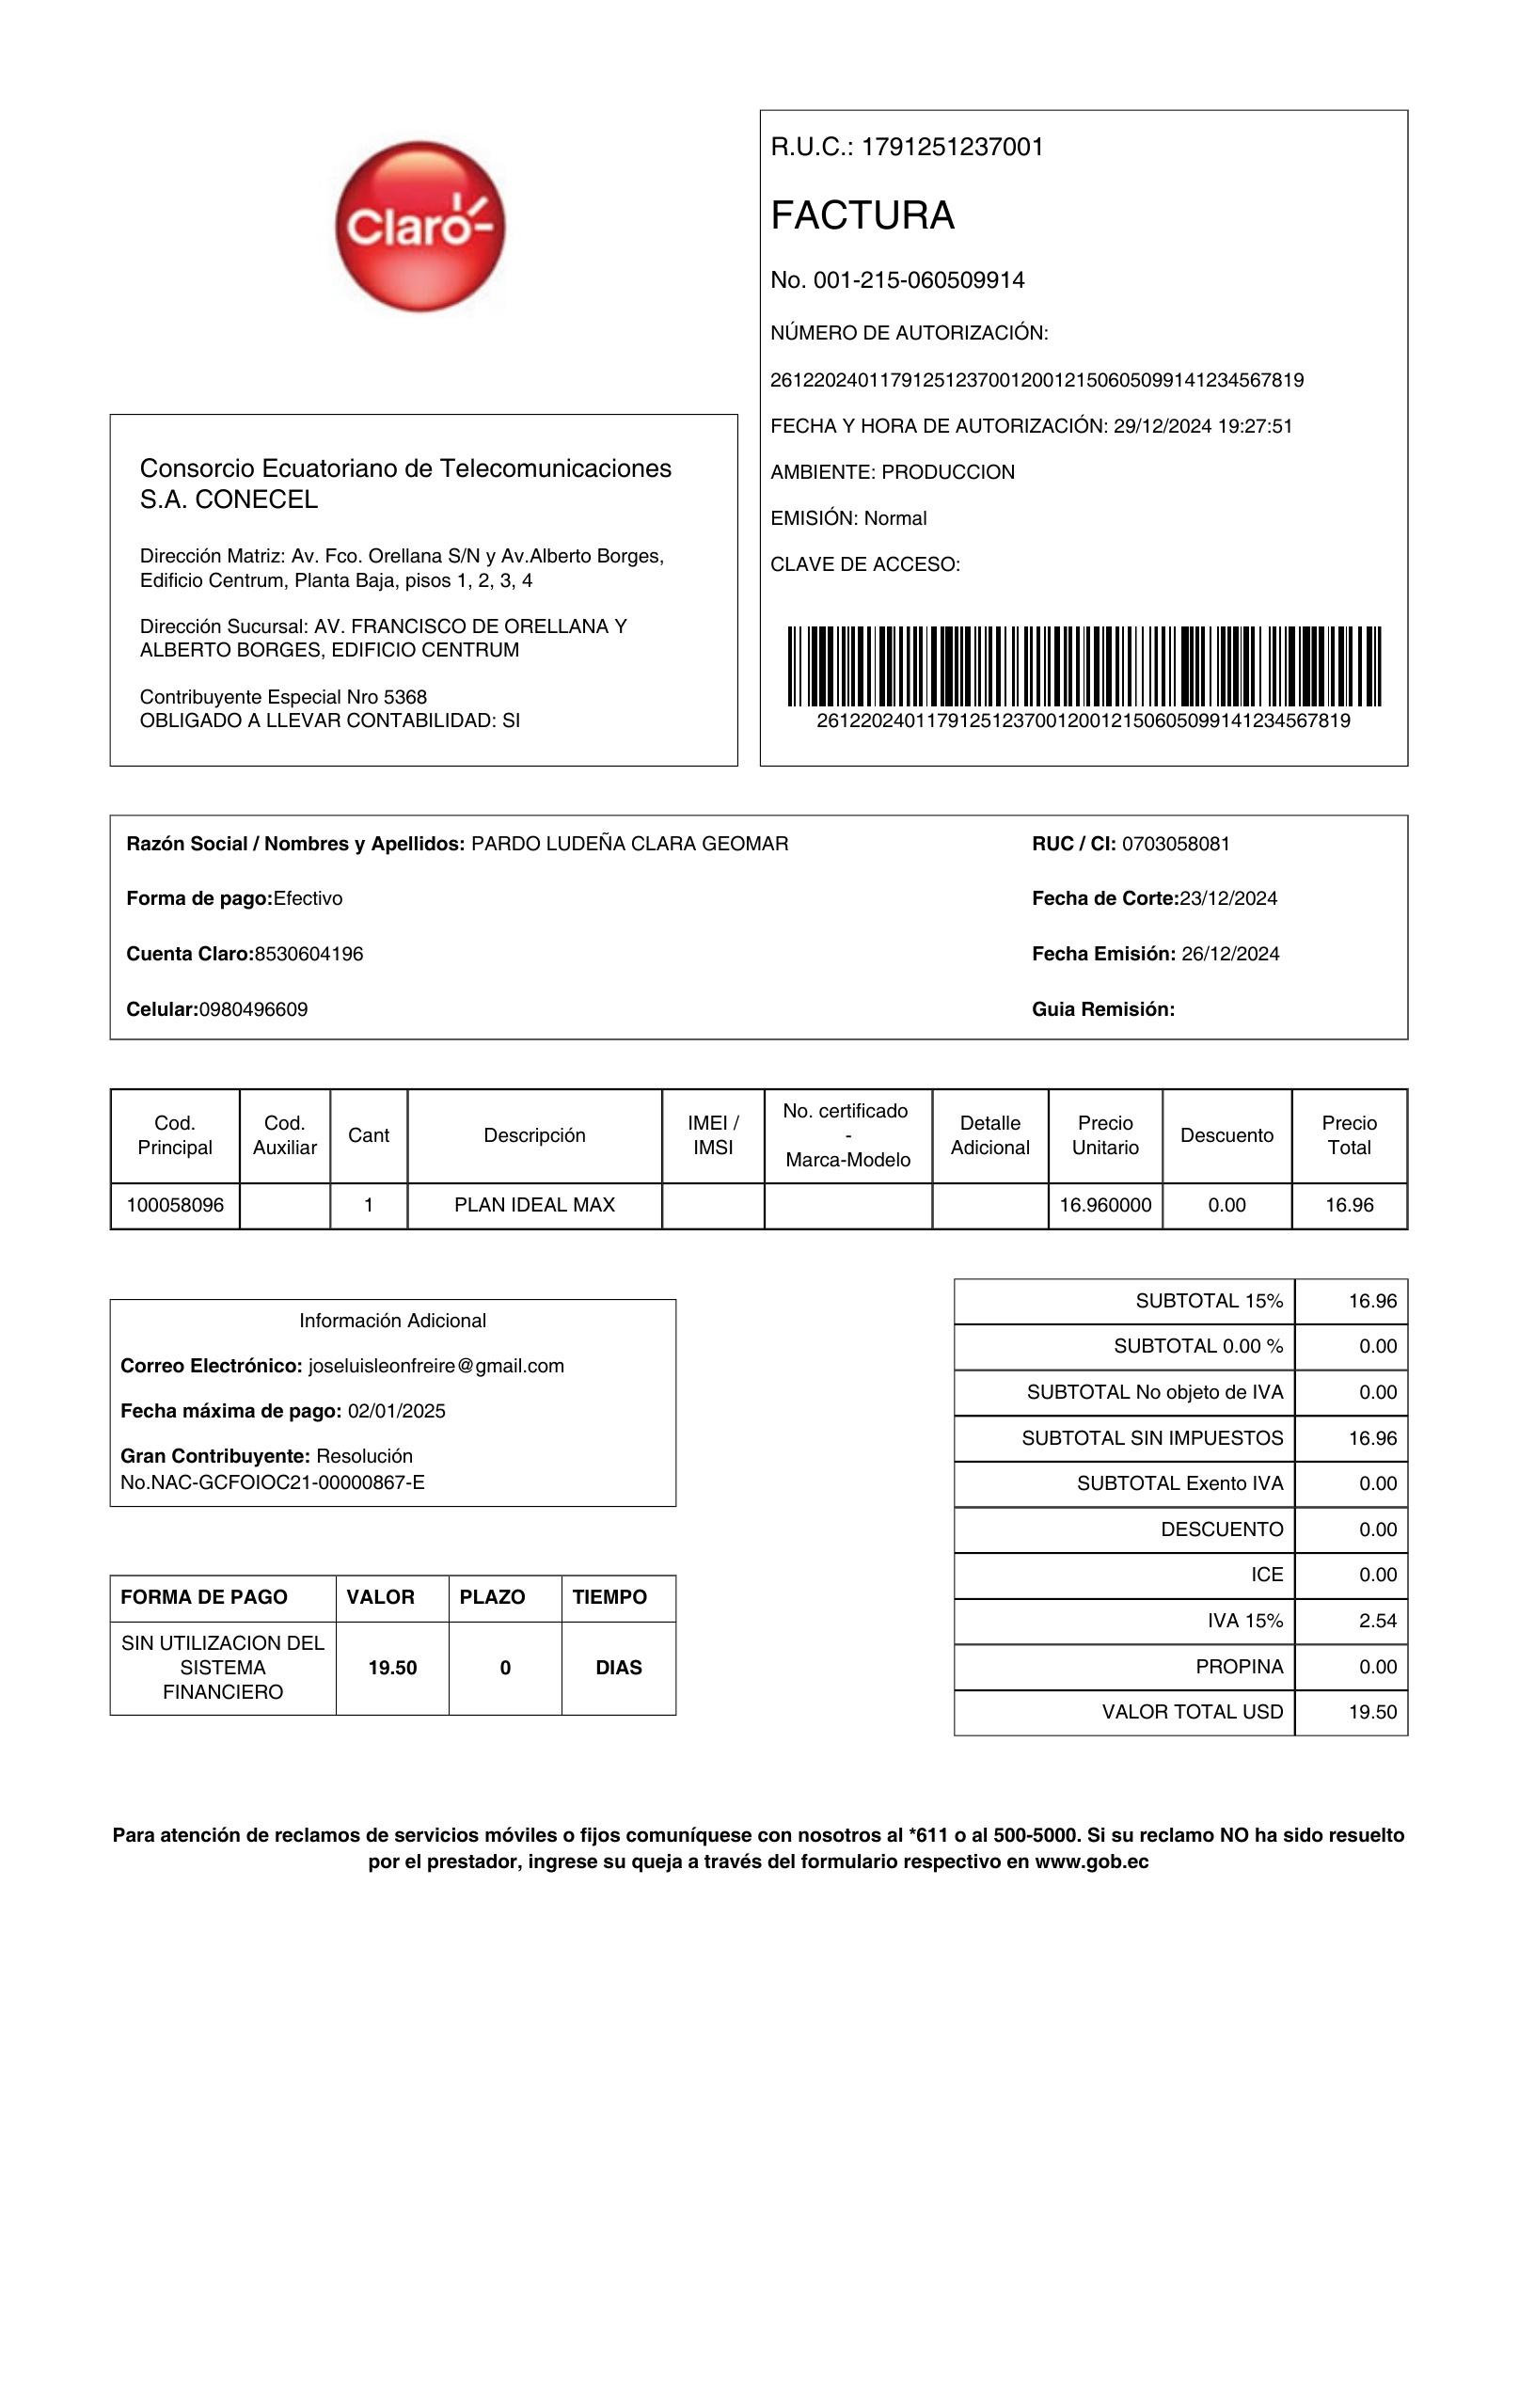 Claro
R.U.C.: 1791251237001
FACTURA
No. 001-215-060509914
NÚMERO DE AUTORIZACIÓN:
2612202401179125123700120012150605099141234567819
FECHA Y HORA DE AUTORIZACIÓN: 29/12/2024 19:27:51
AMBIENTE: PRODUCCION
EMISIÓN: Normal
CLAVE DE ACCESO:
2612202401179125123700120012150605099141234567819
Consorcio Ecuatoriano de Telecomunicaciones
S.A. CONECEL
Dirección Matriz: Av. Fco. Orellana S/N y Av.Alberto Borges,
Edificio Centrum, Planta Baja, pisos 1, 2, 3, 4
Dirección Sucursal: AV. FRANCISCO DE ORELLANA Y
ALBERTO BORGES, EDIFICIO CENTRUM
Contribuyente Especial Nro 5368
OBLIGADO A LLEVAR CONTABILIDAD: SI
Razón Social / Nombres y Apellidos: PARDO LUDEÑA CLARA GEOMAR RUC / CI: 0703058081
Forma de pago:Efectivo Fecha de Corte:23/12/2024
Cuenta Claro:8530604196 Fecha Emisión: 26/12/2024
Celular:0980496609 Guia Remisión:
Cod. Principal Cod. Auxiliar Cant Descripción IMEI / IMSI No. certificado - Marca-Modelo Detalle Adicional Precio Unitario Descuento Precio Total
100058096 1 PLAN IDEAL MAX 16.960000 0.00 16.96
Información Adicional
Correo Electrónico: joseluisleonfreire@gmail.com
Fecha máxima de pago: 02/01/2025
Gran Contribuyente: Resolución
No.NAC-GCFOIOC21-00000867-E
FORMA DE PAGO VALOR PLAZO TIEMPO
SIN UTILIZACION DEL SISTEMA FINANCIERO 19.50 0 DIAS
SUBTOTAL 15% 16.96
SUBTOTAL 0.00 % 0.00
SUBTOTAL No objeto de IVA 0.00
SUBTOTAL SIN IMPUESTOS 16.96
SUBTOTAL Exento IVA 0.00
DESCUENTO 0.00
ICE 0.00
IVA 15% 2.54
PROPINA 0.00
VALOR TOTAL USD 19.50
Para atención de reclamos de servicios móviles o fijos comuníquese con nosotros al *611 o al 500-5000. Si su reclamo NO ha sido resuelto
por el prestador, ingrese su queja a través del formulario respectivo en www.gob.ec